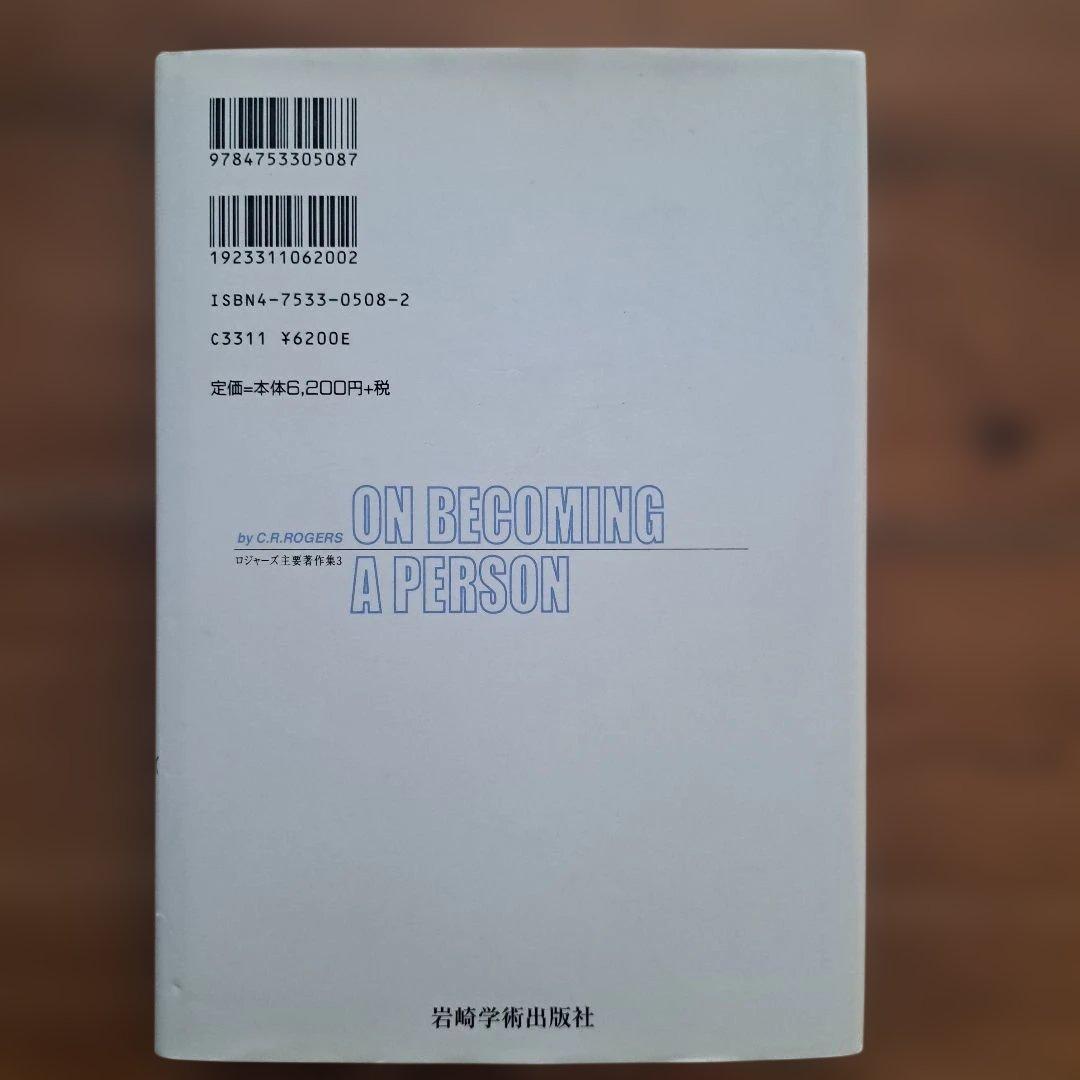 9784753305087
1923311062002
ISBN4-7533-0508-2
C3311 ¥6200E
定価=本体6,200円+税
by C.R.ROGERS
ON BECOMING
ロジャーズ主要著作集3
A PERSON
岩崎学術出版社